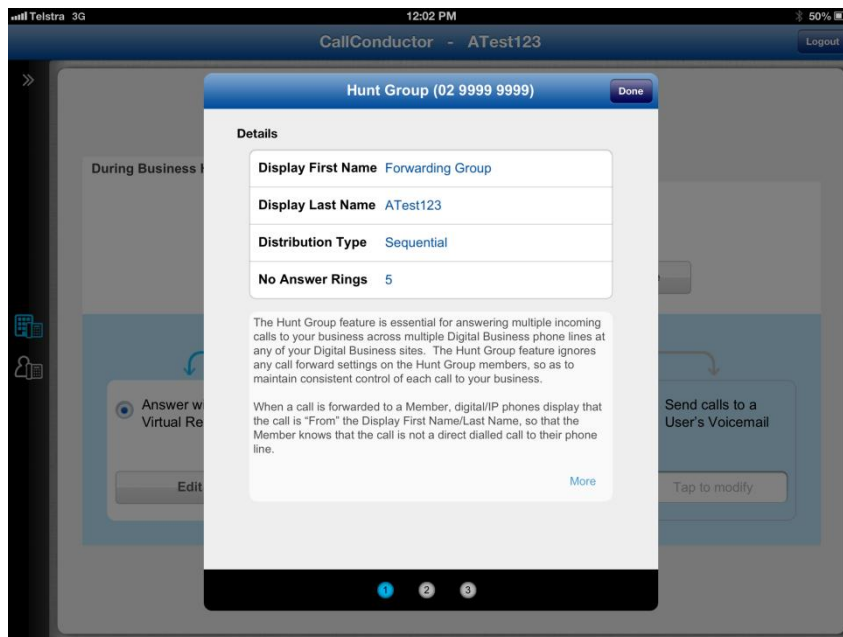 Telstra 3G 12:02 PM 50%
CallConductor - ATest123 Logout
Hunt Group (02 9999 9999) Done
Details
During Business
Display First Name Forwarding Group
Display Last Name ATest123
Distribution Type Sequential
No Answer Rings 5
The Hunt Group feature is essential for answering multiple incoming
calls to your business across multiple Digital Business phone lines at
any of your Digital Business sites. The Hunt Group feature ignores
any call forward settings on the Hunt Group members, so as to
maintain consistent control of each call to your business.
When a call is forwarded to a Member, digital/IP phones display that
the call is “From” the Display First Name/Last Name, so that the
Member knows that the call is not a direct dialled call to their phone
line.
More
Answer
Virtual
Edit
Send calls to a
User's Voicemail
Tap to modify
1 2 3